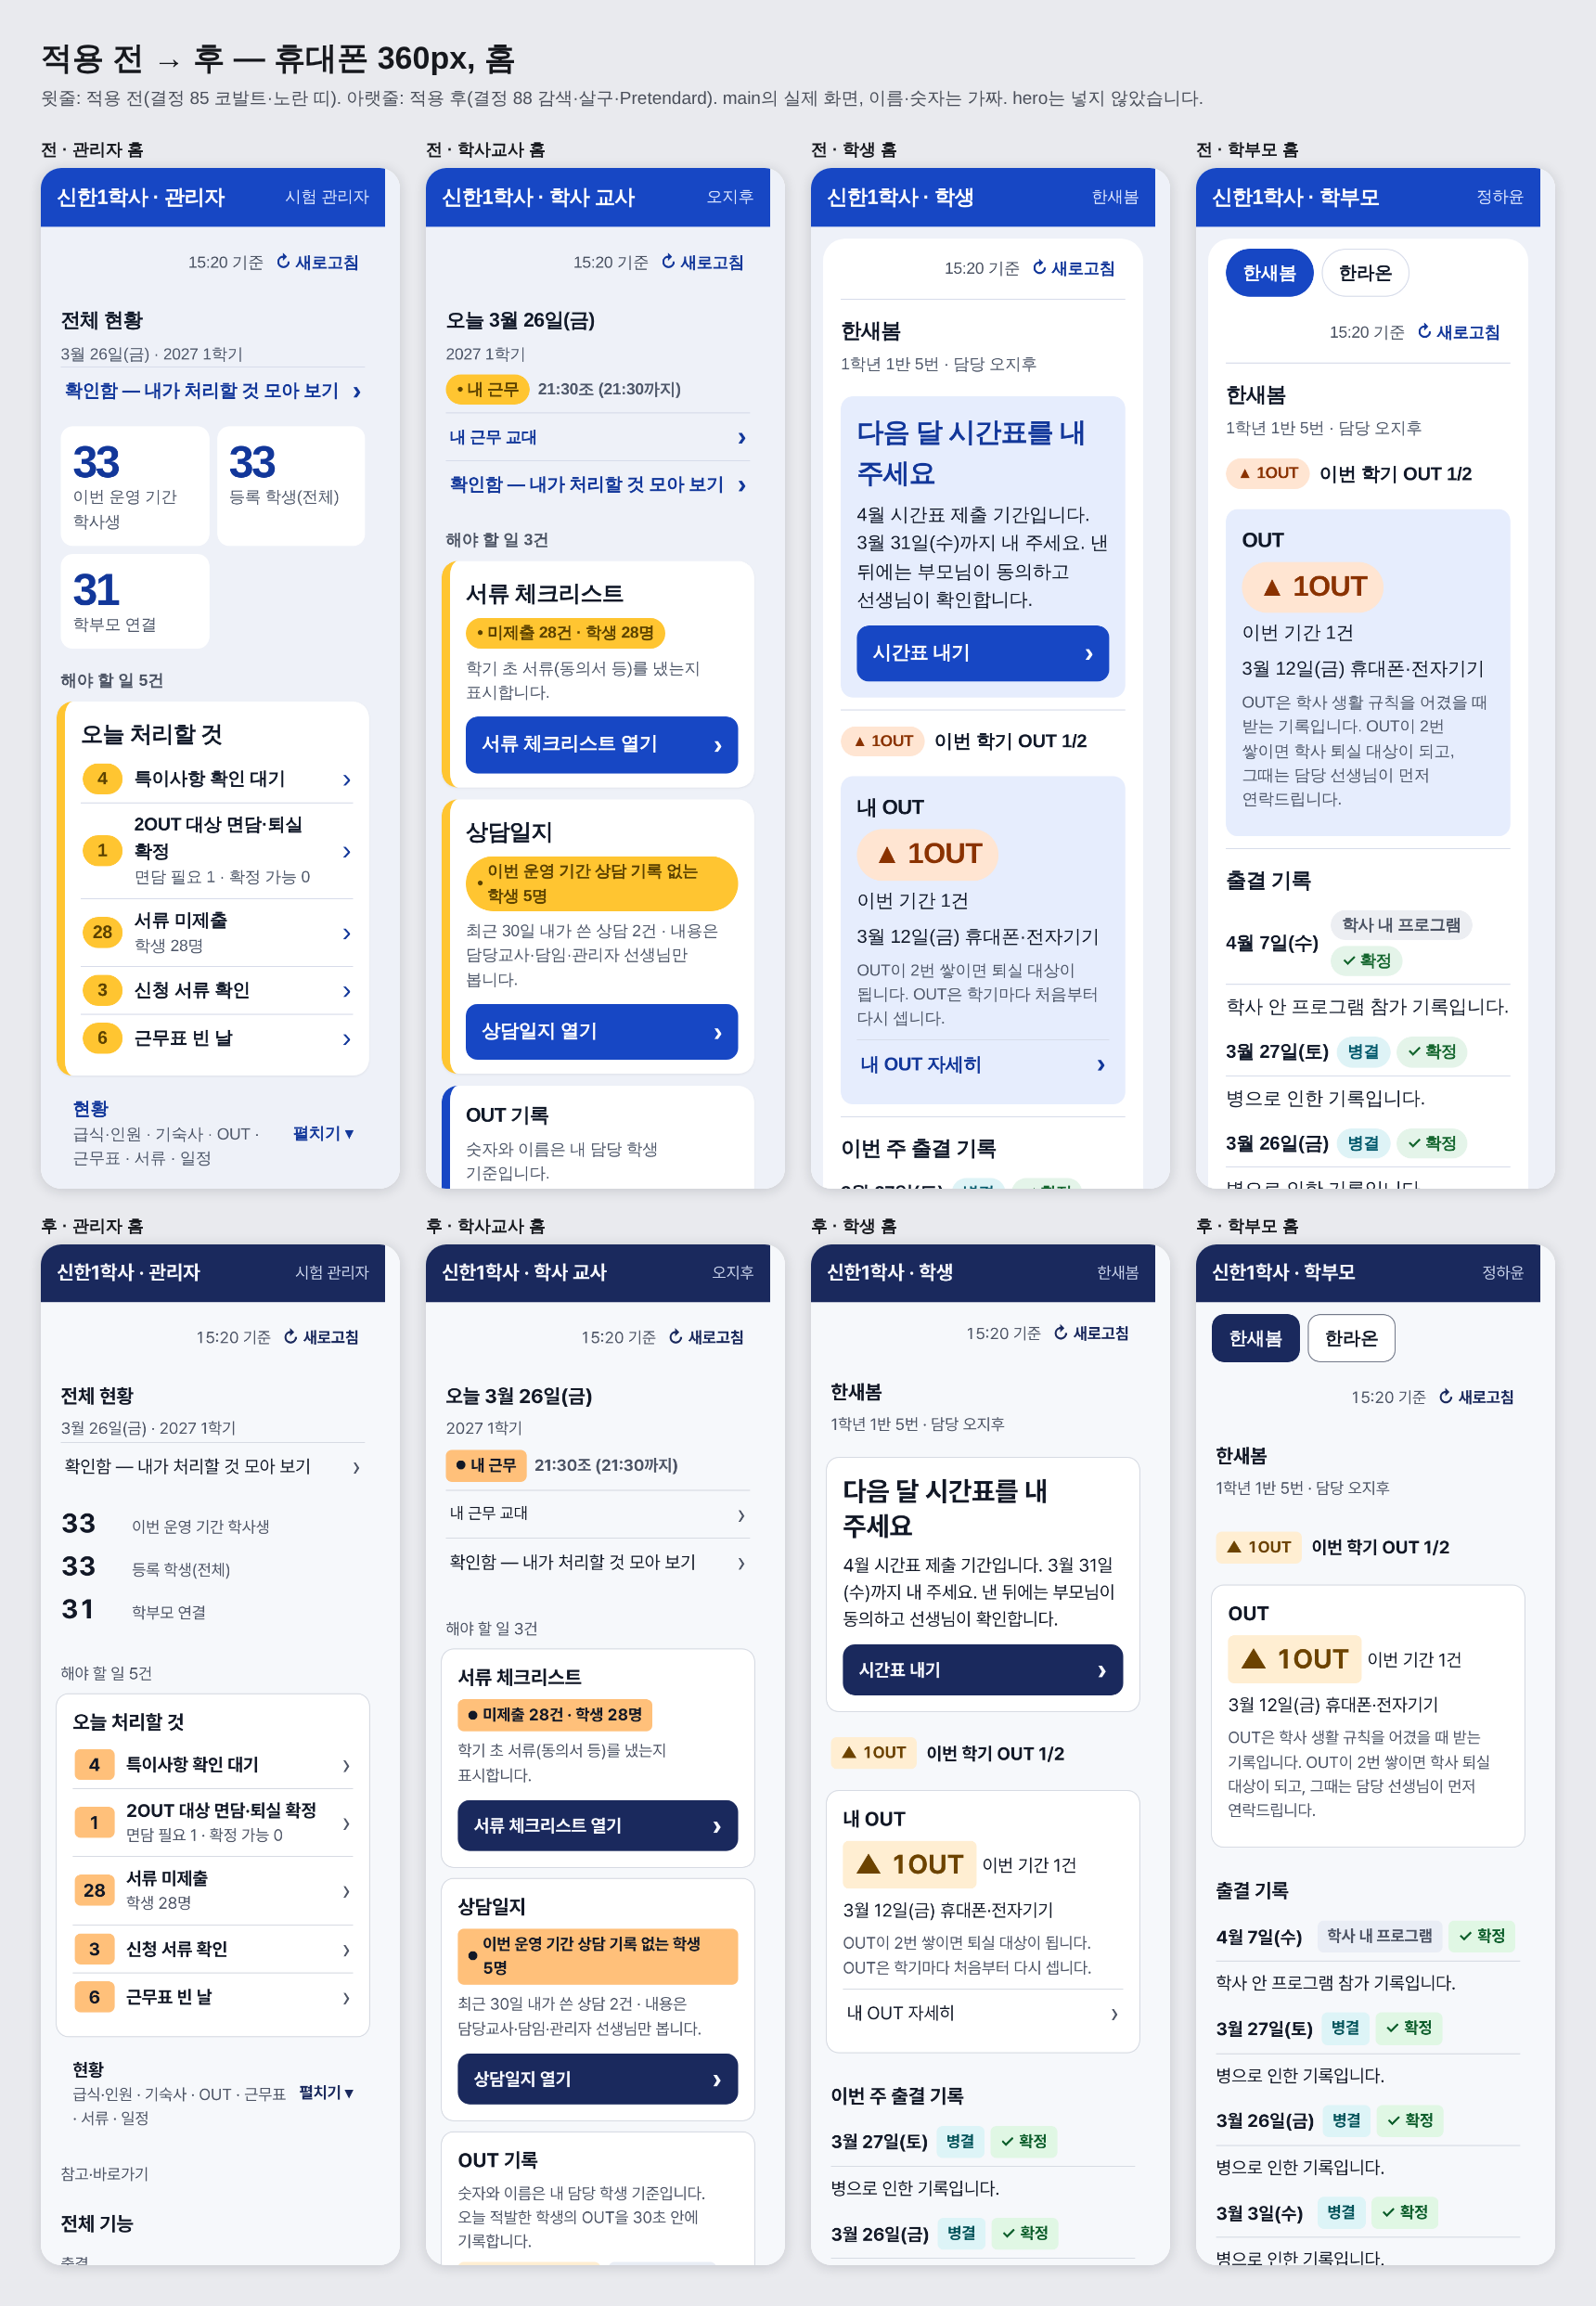 적용 전 → 후 — 휴대폰 360px, 홈
윗줄: 적용 전(결정 85 코발트·노란 띠). 아랫줄: 적용 후(결정 88 감색·살구·Pretendard). main의 실제 화면, 이름·숫자는 가짜. hero는 넣지 않았습니다.
전 · 관리자 홈
신한1학사 · 관리자
시험 관리자
15:20 기준 ↻ 새로고침
전체 현황
3월 26일(금) · 2027 1학기
확인함 — 내가 처리할 것 모아 보기 ›
33
이번 운영 기간
학사생
33
등록 학생(전체)
31
학부모 연결
해야 할 일 5건
오늘 처리할 것
4 특이사항 확인 대기 ›
1 2OUT 대상 면담·퇴실
확정 ›
면담 필요 1 · 확정 가능 0
28 서류 미제출 ›
학생 28명
3 신청 서류 확인 ›
6 근무표 빈 날 ›
현황
급식·인원 · 기숙사 · OUT ·
근무표 · 서류 · 일정
펼치기 ▾
전 · 학사교사 홈
신한1학사 · 학사 교사
오지후
15:20 기준 ↻ 새로고침
오늘 3월 26일(금)
2027 1학기
• 내 근무 21:30조 (21:30까지)
내 근무 교대 ›
확인함 — 내가 처리할 것 모아 보기 ›
해야 할 일 3건
서류 체크리스트
• 미제출 28건 · 학생 28명
학기 초 서류(동의서 등)를 냈는지
표시합니다.
서류 체크리스트 열기 ›
상담일지
• 이번 운영 기간 상담 기록 없는
학생 5명
최근 30일 내가 쓴 상담 2건 · 내용은
담당교사·담임·관리자 선생님만
봅니다.
상담일지 열기 ›
OUT 기록
숫자와 이름은 내 담당 학생
기준입니다.
전 · 학생 홈
신한1학사 · 학생
한새봄
15:20 기준 ↻ 새로고침
한새봄
1학년 1반 5번 · 담당 오지후
다음 달 시간표를 내
주세요
4월 시간표 제출 기간입니다.
3월 31일(수)까지 내 주세요. 낸
뒤에는 부모님이 동의하고
선생님이 확인합니다.
시간표 내기 ›
▲ 1OUT 이번 학기 OUT 1/2
내 OUT
▲ 1OUT
이번 기간 1건
3월 12일(금) 휴대폰·전자기기
OUT이 2번 쌓이면 퇴실 대상이
됩니다. OUT은 학기마다 처음부터
다시 셉니다.
내 OUT 자세히 ›
이번 주 출결 기록
3월 27일(토) 병결 ✓ 확정
전 · 학부모 홈
신한1학사 · 학부모
정하윤
한새봄
한라온
15:20 기준 ↻ 새로고침
한새봄
1학년 1반 5번 · 담당 오지후
▲ 1OUT 이번 학기 OUT 1/2
OUT
▲ 1OUT
이번 기간 1건
3월 12일(금) 휴대폰·전자기기
OUT은 학사 생활 규칙을 어겼을 때
받는 기록입니다. OUT이 2번
쌓이면 학사 퇴실 대상이 되고,
그때는 담당 선생님이 먼저
연락드립니다.
출결 기록
4월 7일(수) 학사 내 프로그램
✓ 확정
학사 안 프로그램 참가 기록입니다.
3월 27일(토) 병결 ✓ 확정
병으로 인한 기록입니다.
3월 26일(금) 병결 ✓ 확정
병으로 인한 기록입니다.
후 · 관리자 홈
신한1학사 · 관리자
시험 관리자
15:20 기준 ↻ 새로고침
전체 현황
3월 26일(금) · 2027 1학기
확인함 — 내가 처리할 것 모아 보기 ›
33 이번 운영 기간 학사생
33 등록 학생(전체)
31 학부모 연결
해야 할 일 5건
오늘 처리할 것
4 특이사항 확인 대기 ›
1 2OUT 대상 면담·퇴실 확정 ›
면담 필요 1 · 확정 가능 0
28 서류 미제출 ›
학생 28명
3 신청 서류 확인 ›
6 근무표 빈 날 ›
현황
급식·인원 · 기숙사 · OUT · 근무표
· 서류 · 일정
펼치기 ▾
참고·바로가기
전체 기능
출결
후 · 학사교사 홈
신한1학사 · 학사 교사
오지후
15:20 기준 ↻ 새로고침
오늘 3월 26일(금)
2027 1학기
● 내 근무 21:30조 (21:30까지)
내 근무 교대 ›
확인함 — 내가 처리할 것 모아 보기 ›
해야 할 일 3건
서류 체크리스트
● 미제출 28건 · 학생 28명
학기 초 서류(동의서 등)를 냈는지
표시합니다.
서류 체크리스트 열기 ›
상담일지
● 이번 운영 기간 상담 기록 없는 학생
5명
최근 30일 내가 쓴 상담 2건 · 내용은
담당교사·담임·관리자 선생님만 봅니다.
상담일지 열기 ›
OUT 기록
숫자와 이름은 내 담당 학생 기준입니다.
오늘 적발한 학생의 OUT을 30초 안에
기록합니다.
후 · 학생 홈
신한1학사 · 학생
한새봄
15:20 기준 ↻ 새로고침
한새봄
1학년 1반 5번 · 담당 오지후
다음 달 시간표를 내
주세요
4월 시간표 제출 기간입니다. 3월 31일
(수)까지 내 주세요. 낸 뒤에는 부모님이
동의하고 선생님이 확인합니다.
시간표 내기 ›
▲ 1OUT 이번 학기 OUT 1/2
내 OUT
▲ 1OUT 이번 기간 1건
3월 12일(금) 휴대폰·전자기기
OUT이 2번 쌓이면 퇴실 대상이 됩니다.
OUT은 학기마다 처음부터 다시 셉니다.
내 OUT 자세히 ›
이번 주 출결 기록
3월 27일(토) 병결 ✓ 확정
병으로 인한 기록입니다.
3월 26일(금) 병결 ✓ 확정
후 · 학부모 홈
신한1학사 · 학부모
정하윤
한새봄
한라온
15:20 기준 ↻ 새로고침
한새봄
1학년 1반 5번 · 담당 오지후
▲ 1OUT 이번 학기 OUT 1/2
OUT
▲ 1OUT 이번 기간 1건
3월 12일(금) 휴대폰·전자기기
OUT은 학사 생활 규칙을 어겼을 때 받는
기록입니다. OUT이 2번 쌓이면 학사 퇴실
대상이 되고, 그때는 담당 선생님이 먼저
연락드립니다.
출결 기록
4월 7일(수) 학사 내 프로그램 ✓ 확정
학사 안 프로그램 참가 기록입니다.
3월 27일(토) 병결 ✓ 확정
병으로 인한 기록입니다.
3월 26일(금) 병결 ✓ 확정
병으로 인한 기록입니다.
3월 3일(수) 병결 ✓ 확정
병으로 인한 기록입니다.